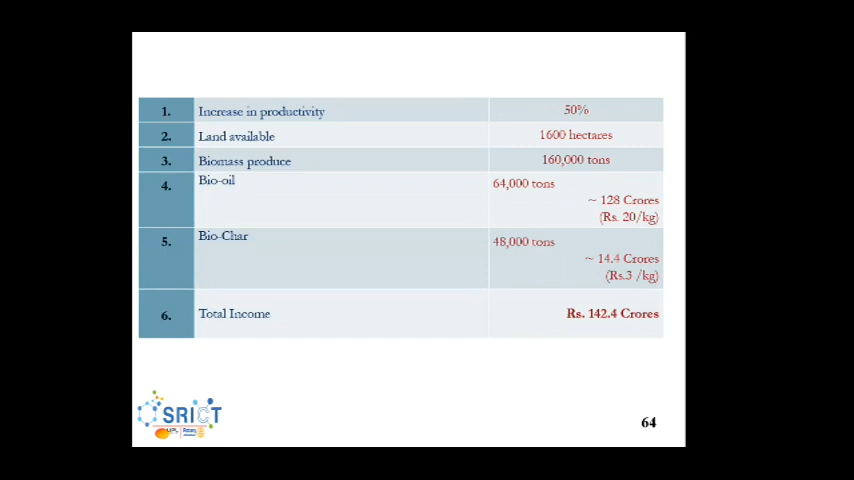 1. Increase in productivity 50%
2. Land available 1600 hectares
3. Biomass produce 160,000 tons
4. Bio-oil 64,000 tons
~ 128 Crores
(Rs. 20/kg)
5. Bio-Char 48,000 tons
~ 14.4 Crores
(Rs.3 /kg)
6. Total Income Rs. 142.4 Crores
SRICT
UPL Rotary
64